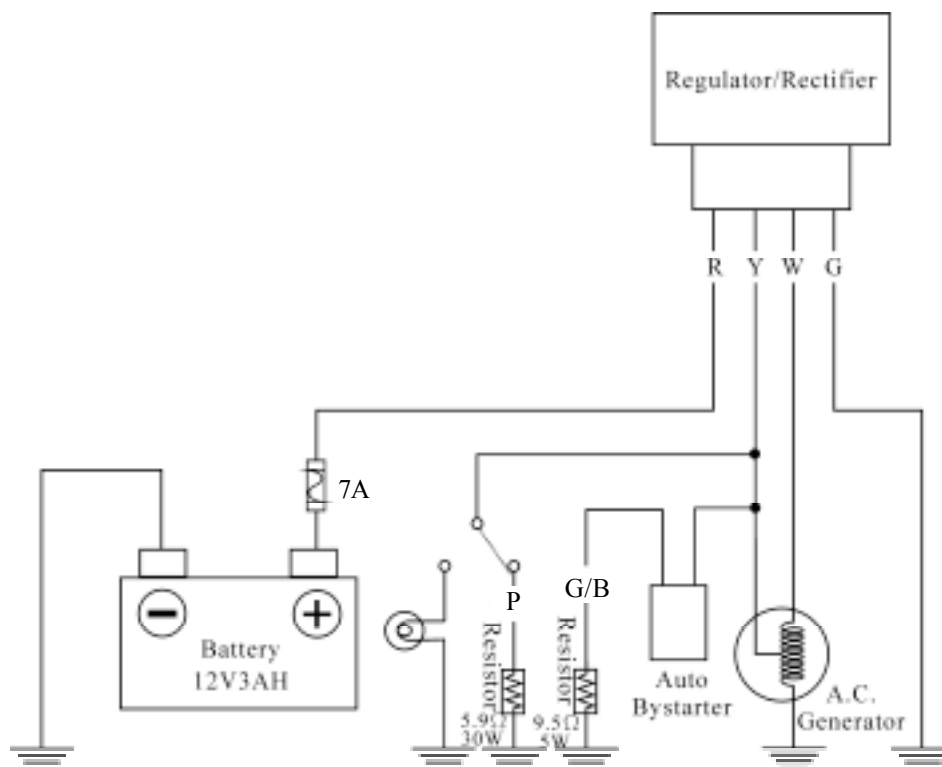 Regulator/Rectifier
R Y W G
7A
Battery
12V3AH
P
Resistor
5.9Ω
30W
G/B
Resistor
9.5Ω
5W
Auto
Bystarter
A.C.
Generator